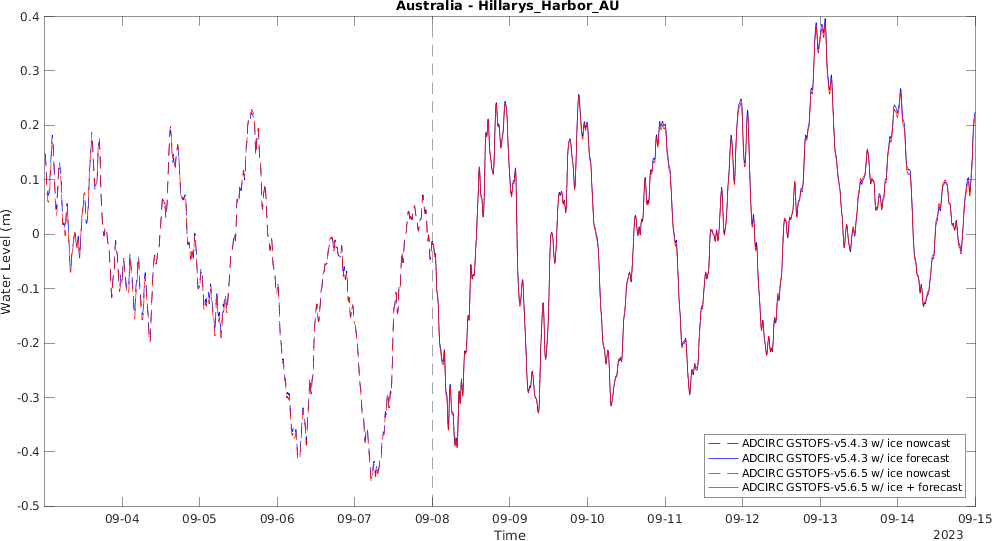 Australia - Hillarys_Harbor_AU
0.4
0.3
0.2
0.1
0
-0.1
-0.2
-0.3
-0.4
-0.5
Water Level (m)
ADCIRC GSTOFS-v5.4.3 w/ ice nowcast
ADCIRC GSTOFS-v5.4.3 w/ ice forecast
ADCIRC GSTOFS-v5.6.5 w/ ice nowcast
ADCIRC GSTOFS-v5.6.5 w/ ice + forecast
09-04 09-05 09-06 09-07 09-08 09-09 09-10 09-11 09-12 09-13 09-14 09-15
Time
2023